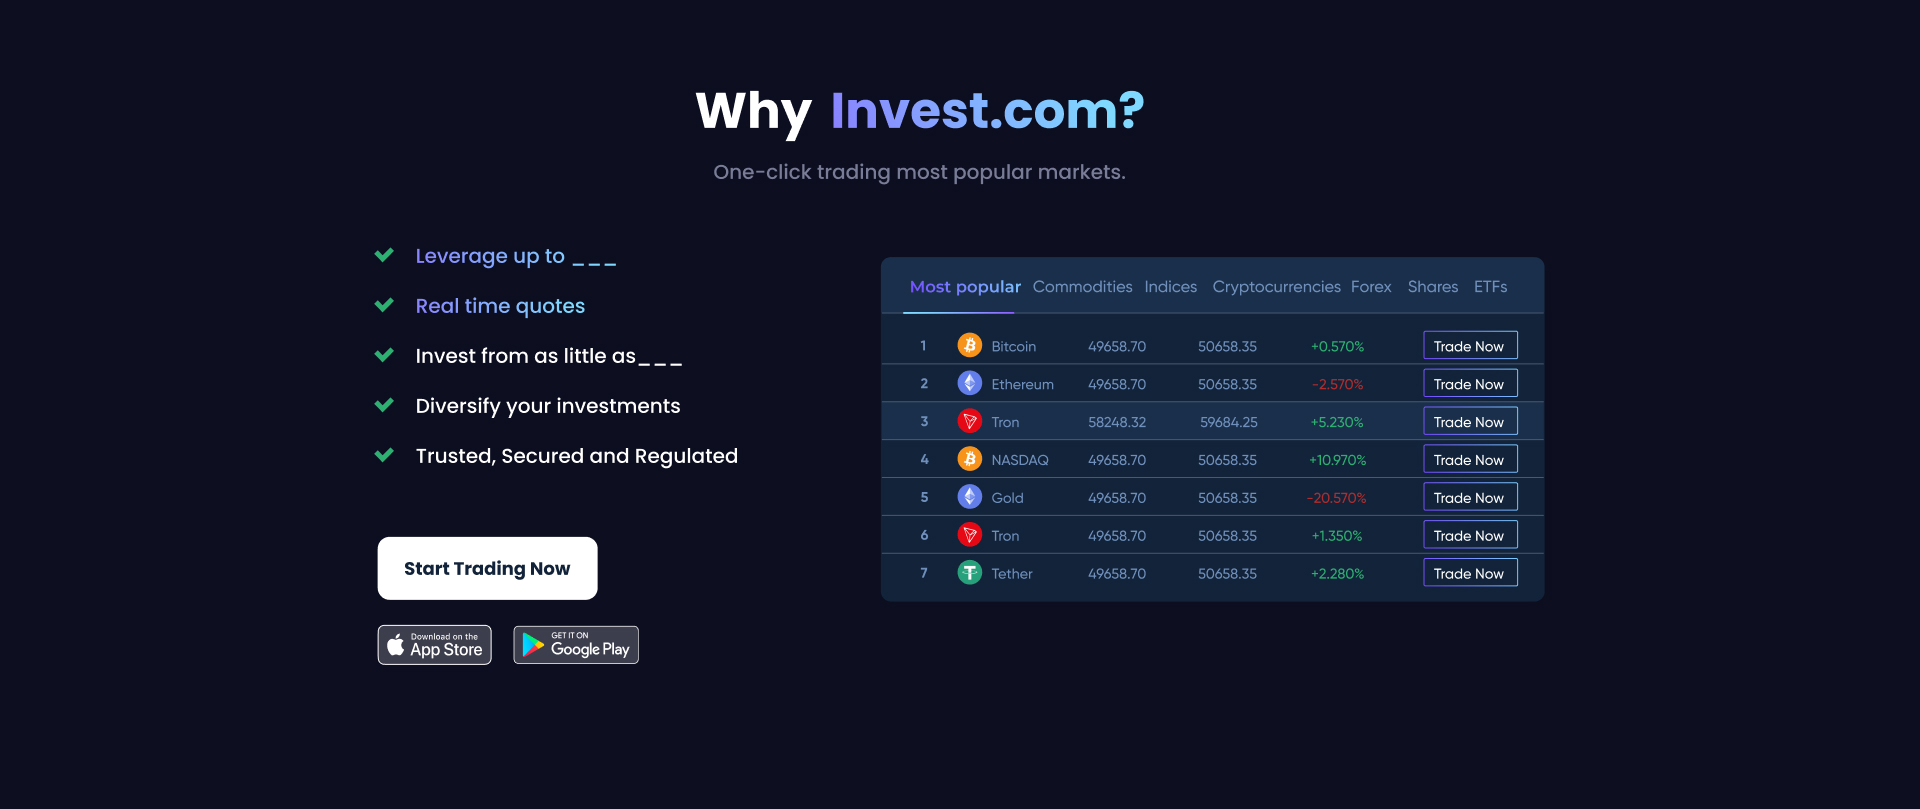 Why Invest.com?
One-click trading most popular markets.
Leverage up to ___
Real time quotes
Invest from as little as___
Diversify your investments
Trusted, Secured and Regulated
Start Trading Now
Download on the
App Store
GET IT ON
Google Play
Most popular Commodities Indices Cryptocurrencies Forex Shares ETFs
1 Bitcoin 49658.70 50658.35 +0.570% Trade Now
2 Ethereum 49658.70 50658.35 -2.570% Trade Now
3 Tron 58248.32 59684.25 +5.230% Trade Now
4 NASDAQ 49658.70 50658.35 +10.970% Trade Now
5 Gold 49658.70 50658.35 -20.570% Trade Now
6 Tron 49658.70 50658.35 +1.350% Trade Now
7 Tether 49658.70 50658.35 +2.280% Trade Now